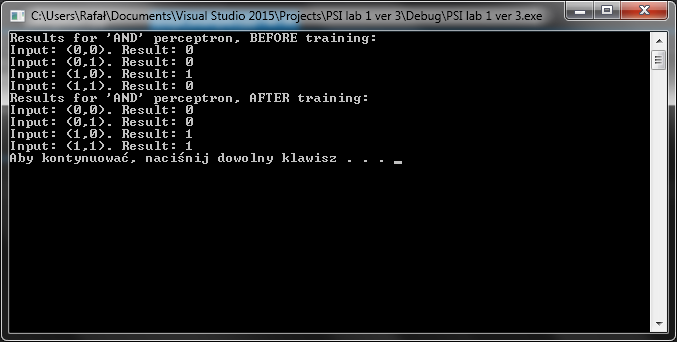 C:\Users\Rafał\Documents\Visual Studio 2015\Projects\PSI lab 1 ver 3\Debug\PSI lab 1 ver 3.exe
Results for 'AND' perceptron, BEFORE training:
Input: (0,0). Result: 0
Input: (0,1). Result: 0
Input: (1,0). Result: 1
Input: (1,1). Result: 0
Results for 'AND' perceptron, AFTER training:
Input: (0,0). Result: 0
Input: (0,1). Result: 0
Input: (1,0). Result: 1
Input: (1,1). Result: 1
Aby kontynuować, naciśnij dowolny klawisz . . . _